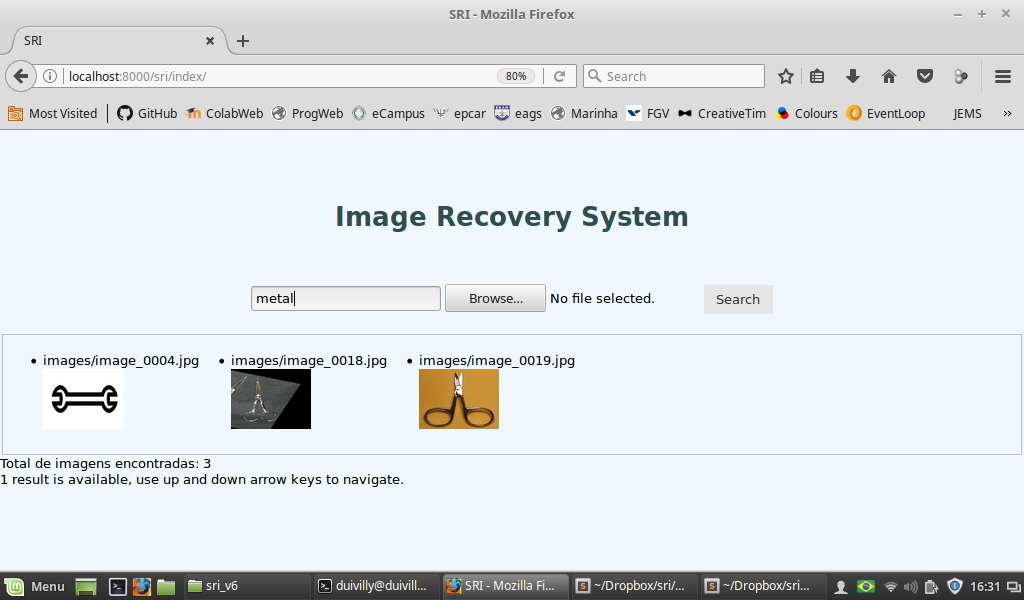 SRI - Mozilla Firefox
SRI
localhost:8000/sri/index/ 80% Search
Most Visited GitHub ColabWeb ProgWeb eCampus epcar eags Marinha FGV CreativeTim Colours EventLoop JEMS »
Image Recovery System
metal Browse... No file selected. Search
• images/image_0004.jpg • images/image_0018.jpg • images/image_0019.jpg
Total de imagens encontradas: 3
1 result is available, use up and down arrow keys to navigate.
Menu sri_v6 duivilly@duivill... SRI - Mozilla Fi... ~/Dropbox/sri/... ~/Dropbox/sri... 16:31